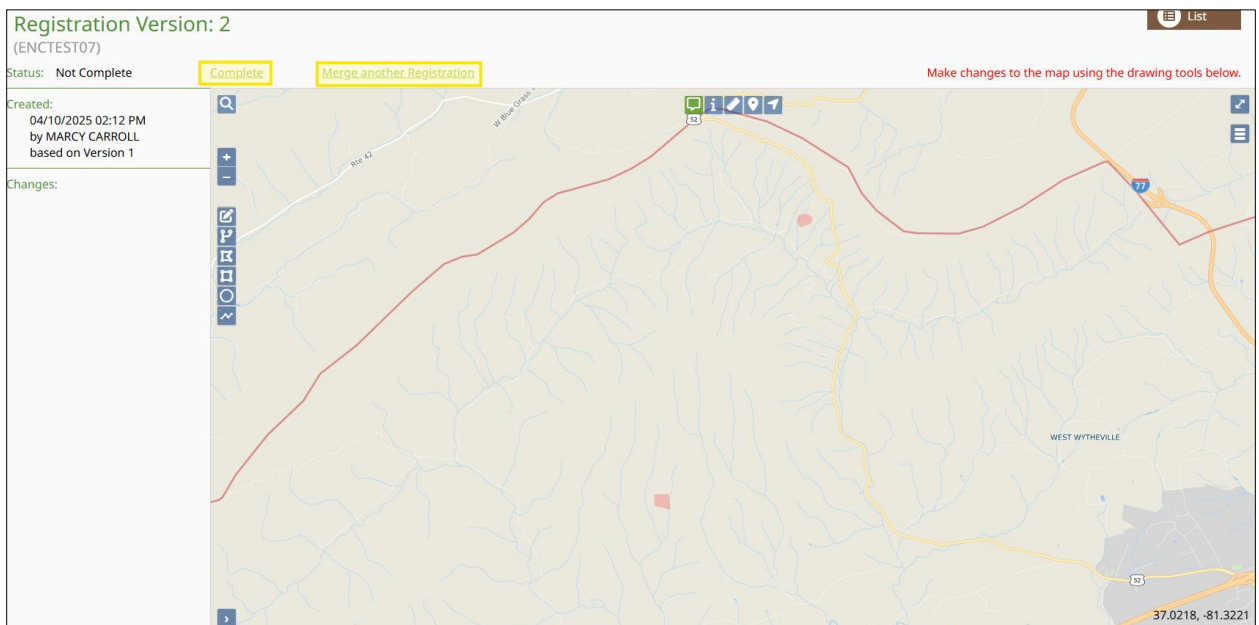 Registration Version: 2
(ENCTEST07)
List
Status: Not Complete
Complete
Merge another Registration
Make changes to the map using the drawing tools below.
Created:
04/10/2025 02:12 PM
by MARCY CARROLL
based on Version 1
Changes:
W Blue Grass
Rte 42
52
77
WEST WYTHEVILLE
52
37.0218, -81.3221